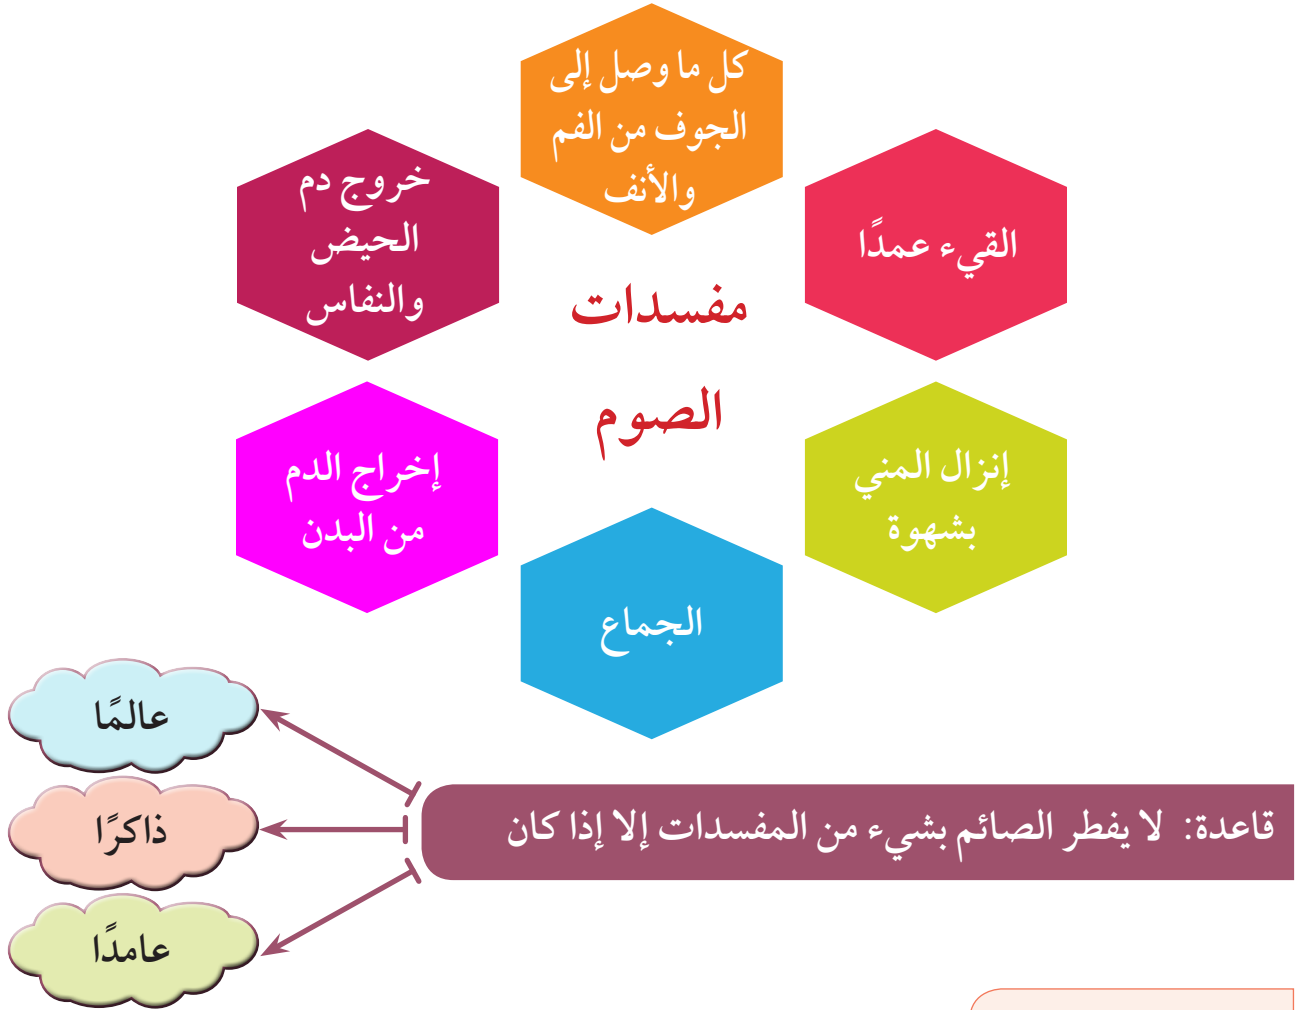 كل ما وصل إلى
الجوف من الفم
والأنف
القيء عمدًا
خروج دم
الحيض
والنفاس
مفسدات
الصوم
إنزال المني
بشهوة
إخراج الدم
من البدن
الجماع
قاعدة: لا يفطر الصائم بشيء من المفسدات إلا إذا كان
عالمًا
ذاكرًا
عامدًا